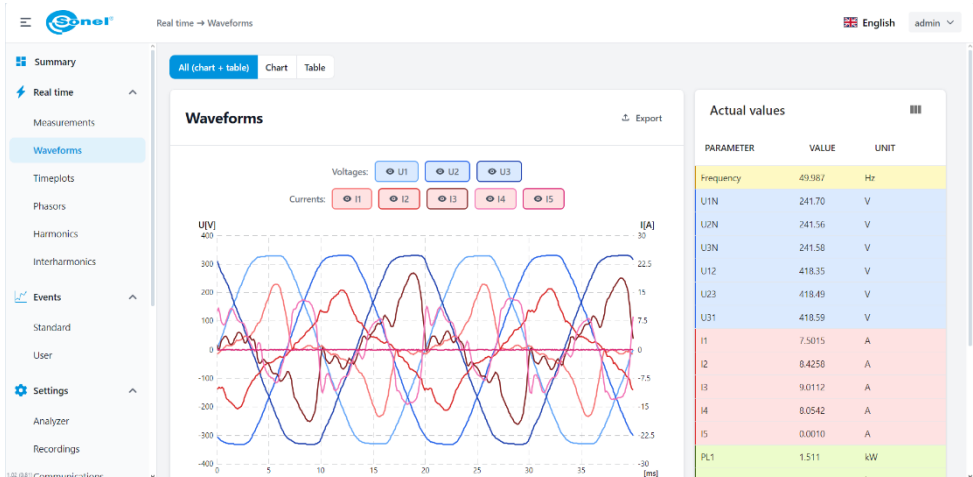 Sonel®
Real time → Waveforms
English
admin
Summary
Real time
Measurements
Waveforms
Timeplots
Phasors
Harmonics
Interharmonics
Events
Standard
User
Settings
Analyzer
Recordings
Communications
All (chart + table) Chart Table
Waveforms
Export
Voltages: U1 U2 U3
Currents: I1 I2 I3 I4 I5
U[V] I[A]
400 30
300 22.5
200 15
100 7.5
0 0
-100 -7.5
-200 -15
-300 -22.5
-400 -30
0 5 10 15 20 25 30 35 [ms]
Actual values
PARAMETER VALUE UNIT
Frequency 49.987 Hz
U1N 241.70 V
U2N 241.56 V
U3N 241.58 V
U12 418.35 V
U23 418.49 V
U31 418.59 V
I1 7.5015 A
I2 8.4258 A
I3 9.0112 A
I4 8.0542 A
I5 0.0010 A
PL1 1.511 kW